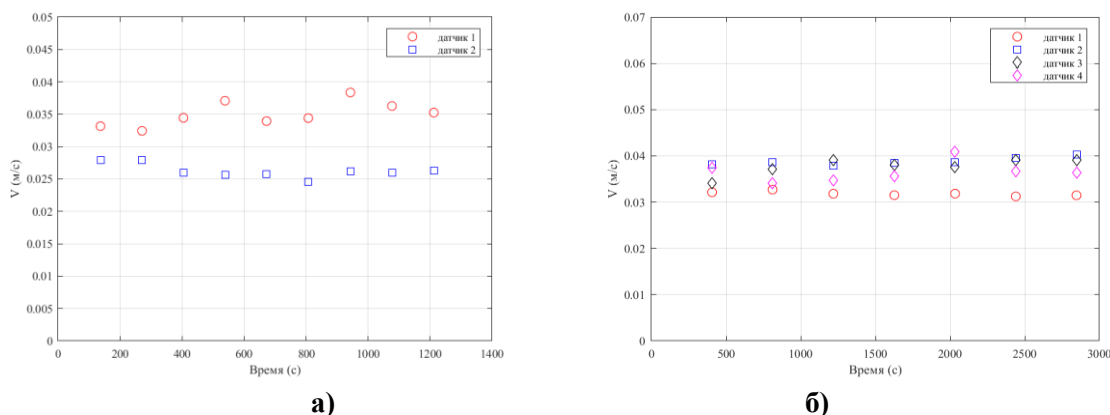 0.05
0.045
0.04
0.035
0.03
0.025
0.02
0.015
0.01
0.005
0
V (м/с)
0 200 400 600 800 1000 1200 1400
Время (с)
датчик 1
датчик 2
а)
0.07
0.06
0.05
0.04
0.03
0.02
0.01
0
V (м/с)
0 500 1000 1500 2000 2500 3000
Время (с)
датчик 1
датчик 2
датчик 3
датчик 4
б)